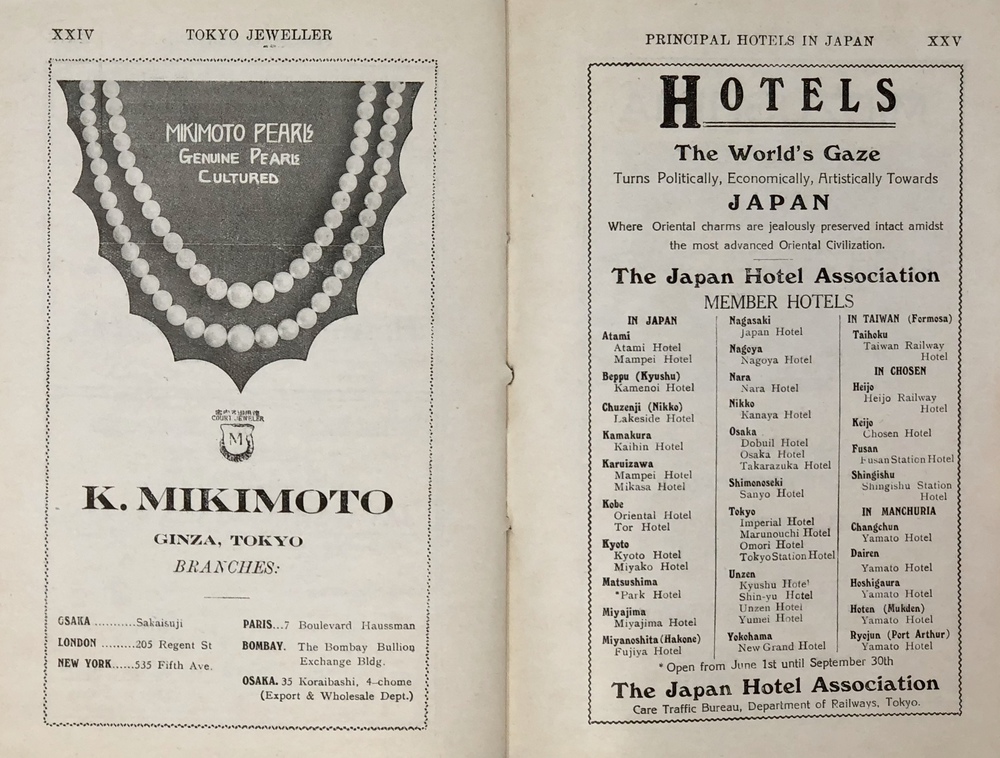 XXIV
TOKYO JEWELLER
MIKIMOTO PEARLS
GENUINE PEARLS
CULTURED
COURT JEWELER
M
K. MIKIMOTO
GINZA, TOKYO
BRANCHES:
OSAKA ...........Sakaisuji
LONDON .........205 Regent St
NEW YORK......535 Fifth Ave.
PARIS...7 Boulevard Haussman
BOMBAY. The Bombay Bullion
Exchange Bldg.
OSAKA. 35 Koraibashi, 4-chome
(Export & Wholesale Dept.)
PRINCIPAL HOTELS IN JAPAN
XXV
HOTELS
The World's Gaze
Turns Politically, Economically, Artistically Towards
JAPAN
Where Oriental charms are jealously preserved intact amidst
the most advanced Oriental Civilization.
The Japan Hotel Association
MEMBER HOTELS
IN JAPAN
Atami
Atami Hotel
Mampei Hotel
Beppu (Kyushu)
Kamenoi Hotel
Chuzenji (Nikko)
Lakeside Hotel
Kamakura
Kaihin Hotel
Karuizawa
Mampei Hotel
Mikasa Hotel
Kobe
Oriental Hotel
Tor Hotel
Kyoto
Kyoto Hotel
Miyako Hotel
Matsushima
*Park Hotel
Miyajima
Miyajima Hotel
Miyanoshita (Hakone)
Fujiya Hotel
Nagasaki
Japan Hotel
Nagoya
Nagoya Hotel
Nara
Nara Hotel
Nikko
Kanaya Hotel
Osaka
Dobuil Hotel
Osaka Hotel
Takarazuka Hotel
Shimonoseki
Sanyo Hotel
Tokyo
Imperial Hotel
Marunouchi Hotel
Omori Hotel
Tokyo Station Hotel
Unzen
Kyushu Hotel
Shin-yu Hotel
Unzen Hotel
Yumei Hotel
Yokohama
New Grand Hotel
IN TAIWAN (Formosa)
Taihoku
Taiwan Railway
Hotel
IN CHOSEN
Heijo
Heijo Railway
Hotel
Keijo
Chosen Hotel
Fusan
Fusan Station Hotel
Shingishu
Shingishu Station
Hotel
IN MANCHURIA
Changchun
Yamato Hotel
Dairen
Yamato Hotel
Hoshigaura
Yamato Hotel
Hoten (Mukden)
Yamato Hotel
Ryojun (Port Arthur)
Yamato Hotel
* Open from June 1st until September 30th
The Japan Hotel Association
Care Traffic Bureau, Department of Railways, Tokyo.